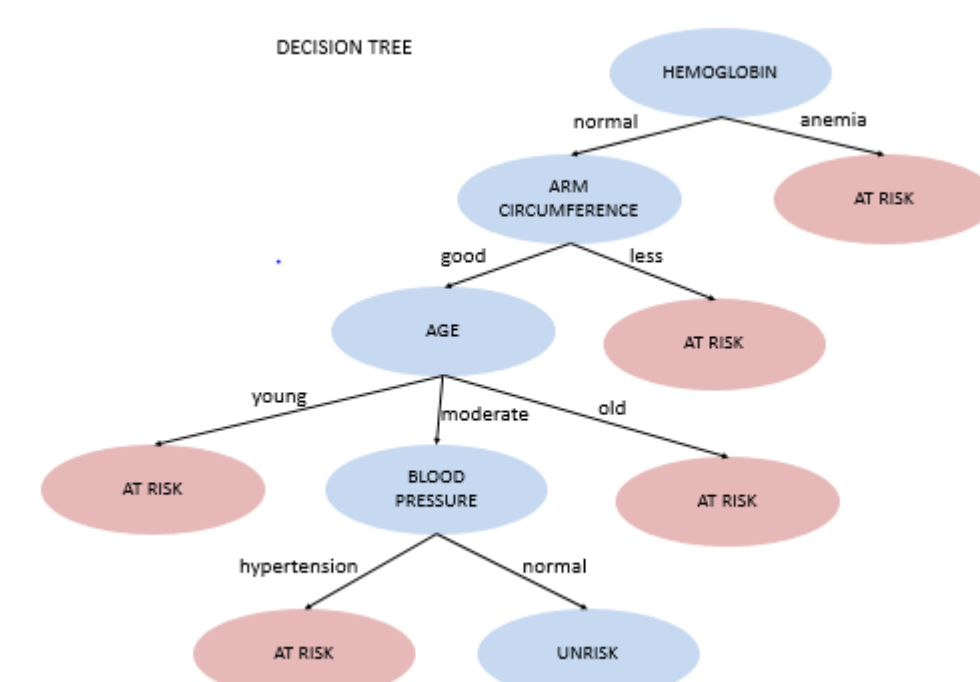 DECISION TREE
HEMOGLOBIN
normal
anemia
ARM
CIRCUMFERENCE
AT RISK
good
less
AGE
AT RISK
young
moderate
old
AT RISK
BLOOD
PRESSURE
AT RISK
hypertension
normal
AT RISK
UNRISK